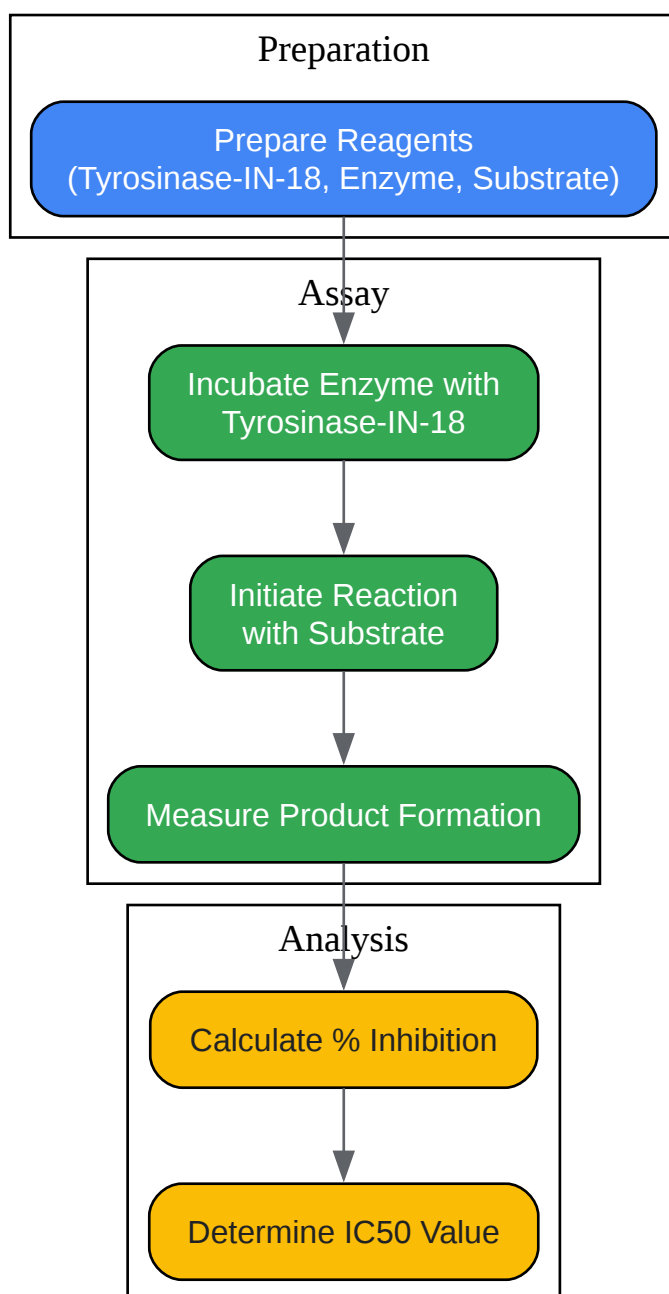 Preparation
Prepare Reagents
(Tyrosinase-IN-18, Enzyme, Substrate)
Assay
Incubate Enzyme with
Tyrosinase-IN-18
Initiate Reaction
with Substrate
Measure Product Formation
Analysis
Calculate % Inhibition
Determine IC50 Value